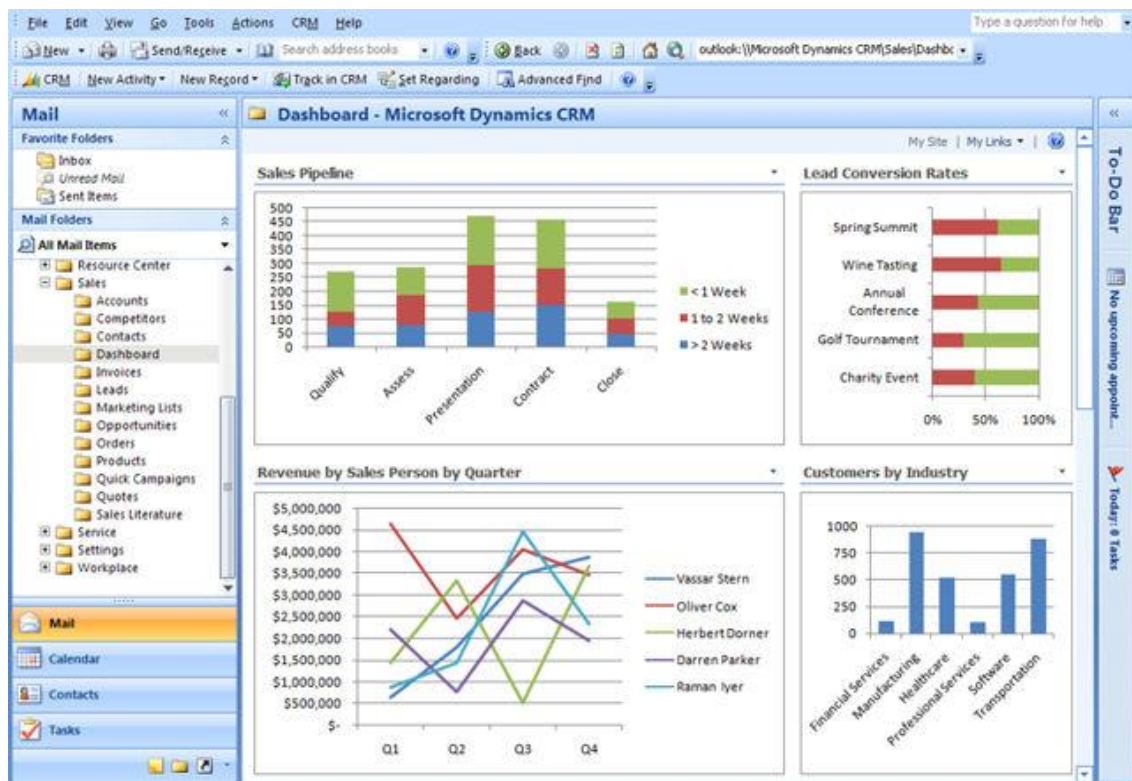 File Edit View Go Tools Actions CRM Help
Type a question for help
New Send/Receive Search address books Back outlook:\\Microsoft Dynamics CRM\Sales\Dashbc
CRM New Activity New Record Track in CRM Set Regarding Advanced Find
Mail
Favorite Folders
Inbox
Unread Mail
Sent Items
Mail Folders
All Mail Items
Resource Center
Sales
Accounts
Competitors
Contacts
Dashboard
Invoices
Leads
Marketing Lists
Opportunities
Orders
Products
Quick Campaigns
Quotes
Sales Literature
Service
Settings
Workplace
Mail
Calendar
Contacts
Tasks
Dashboard - Microsoft Dynamics CRM
My Site | My Links |
Sales Pipeline
500
450
400
350
300
250
200
150
100
50
0
Qualify
Assess
Presentation
Contract
Close
< 1 Week
1 to 2 Weeks
> 2 Weeks
Lead Conversion Rates
Spring Summit
Wine Tasting
Annual
Conference
Golf Tournament
Charity Event
0% 50% 100%
Revenue by Sales Person by Quarter
$5,000,000
$4,500,000
$4,000,000
$3,500,000
$3,000,000
$2,500,000
$2,000,000
$1,500,000
$1,000,000
$500,000
$-
Q1 Q2 Q3 Q4
Vassar Stern
Oliver Cox
Herbert Dorner
Darren Parker
Raman Iyer
Customers by Industry
1000
750
500
250
0
Financial Services
Manufacturing
Healthcare
Professional Services
Software
Transportation
To-Do Bar
No upcoming appoint...
Today: 0 Tasks